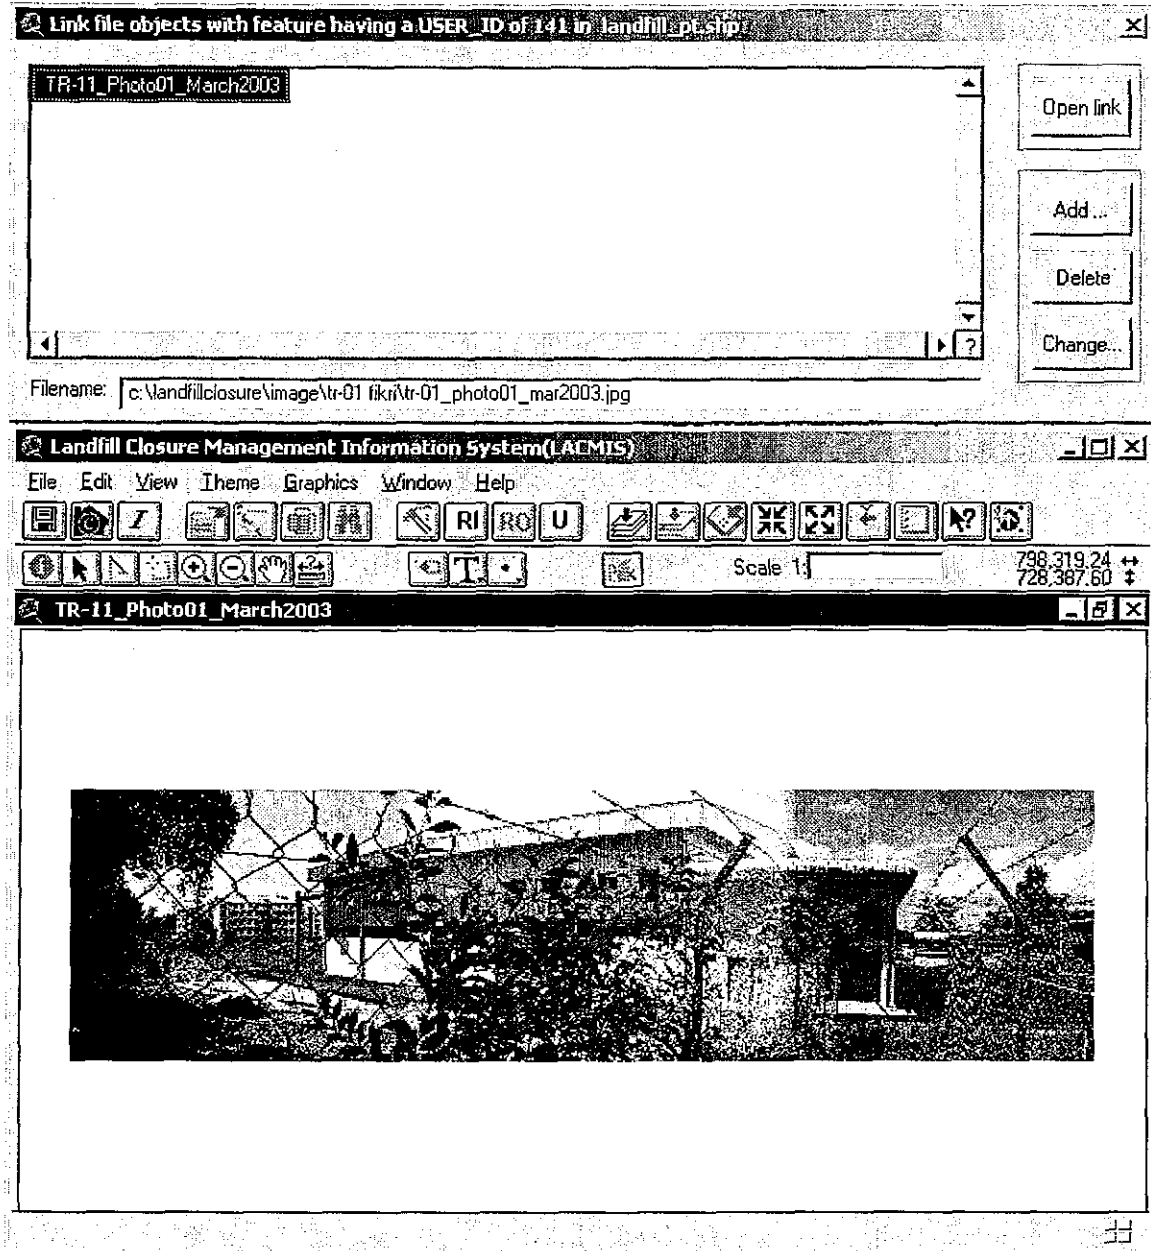 Link file objects with feature having a USER_ID of 141 in landfill_pt.shp
TR-11_Photo01_March2003
Open link
Add ...
Delete
Change...
?
Filename: c:\landfillclosure\image\tr-01 fikri\tr-01_photo01_mar2003.jpg
Landfill Closure Management Information System(LACMIS)
File Edit View Theme Graphics Window Help
I RI RO U ?
T Scale 1: 798,319.24
728,387.60
TR-11_Photo01_March2003